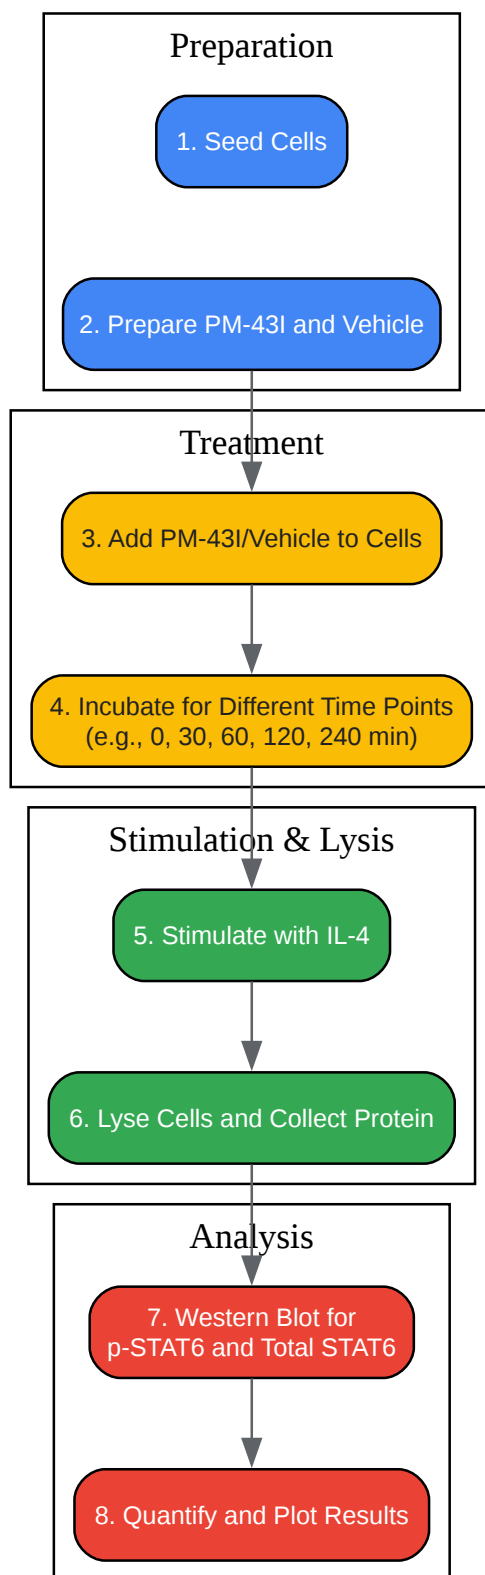 Preparation
1. Seed Cells
2. Prepare PM-43I and Vehicle
Treatment
3. Add PM-43I/Vehicle to Cells
4. Incubate for Different Time Points
(e.g., 0, 30, 60, 120, 240 min)
Stimulation & Lysis
5. Stimulate with IL-4
6. Lyse Cells and Collect Protein
Analysis
7. Western Blot for
p-STAT6 and Total STAT6
8. Quantify and Plot Results